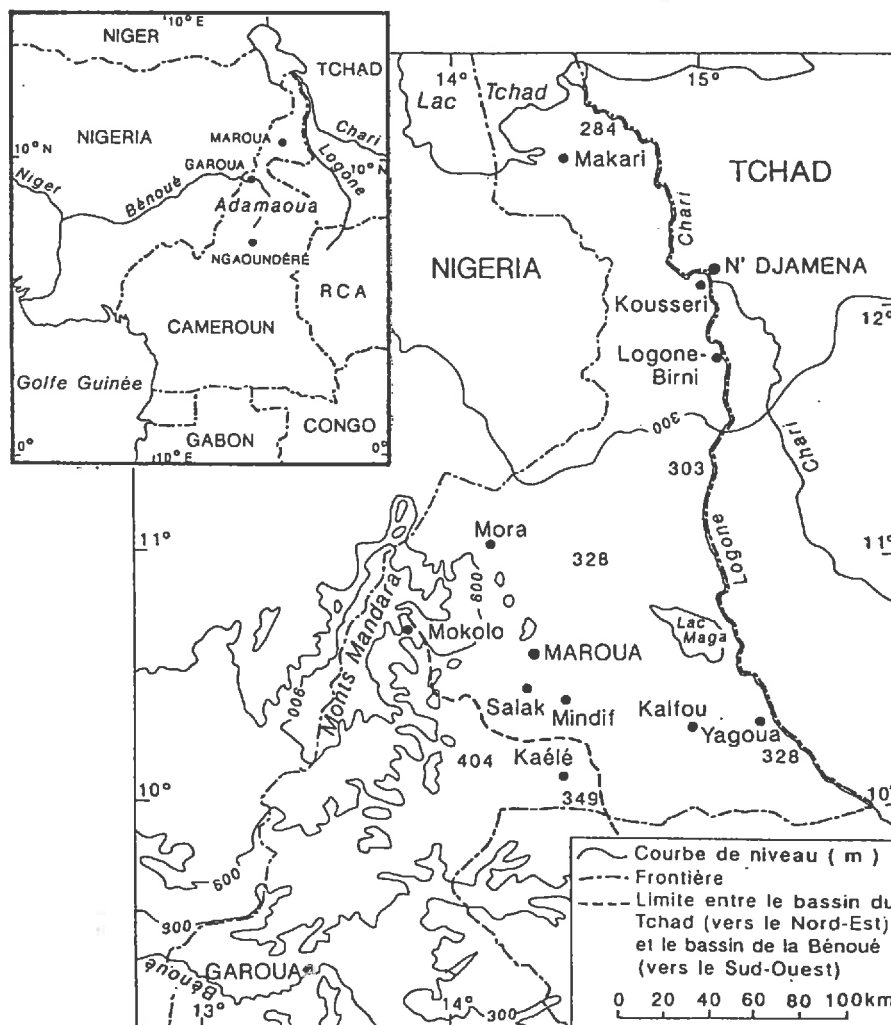 10°E
NIGER
TCHAD
NIGERIA
MAROUA
Chari
10°N
GAROUA
10°N
Logone
Niger
Bénoué
Adamaoua
NGAOUNDÉRÉ
RCA
CAMEROUN
Golfe Guinée
GABON
CONGO
0°
10°E
0°
14°
15°
Lac Tchad
284
Makari
TCHAD
Chari
NIGERIA
N' DJAMENA
Kousseri
12°
Logone-
Birni
300
303
Chari
11°
Mora
11°
328
Logone
600
Monts Mandara
Mokolo
Lac
Maga
MAROUA
900
Salak
Mindif
Kalfou
Yagoua
404
Kaélé
328
10°
349
10°
600
300
Bénoué
GAROUA
13°
14°
300
Courbe de niveau ( m )
Frontière
Limite entre le bassin du
Tchad (vers le Nord-Est)
et le bassin de la Bénoué
(vers le Sud-Ouest)
0 20 40 60 80 100km